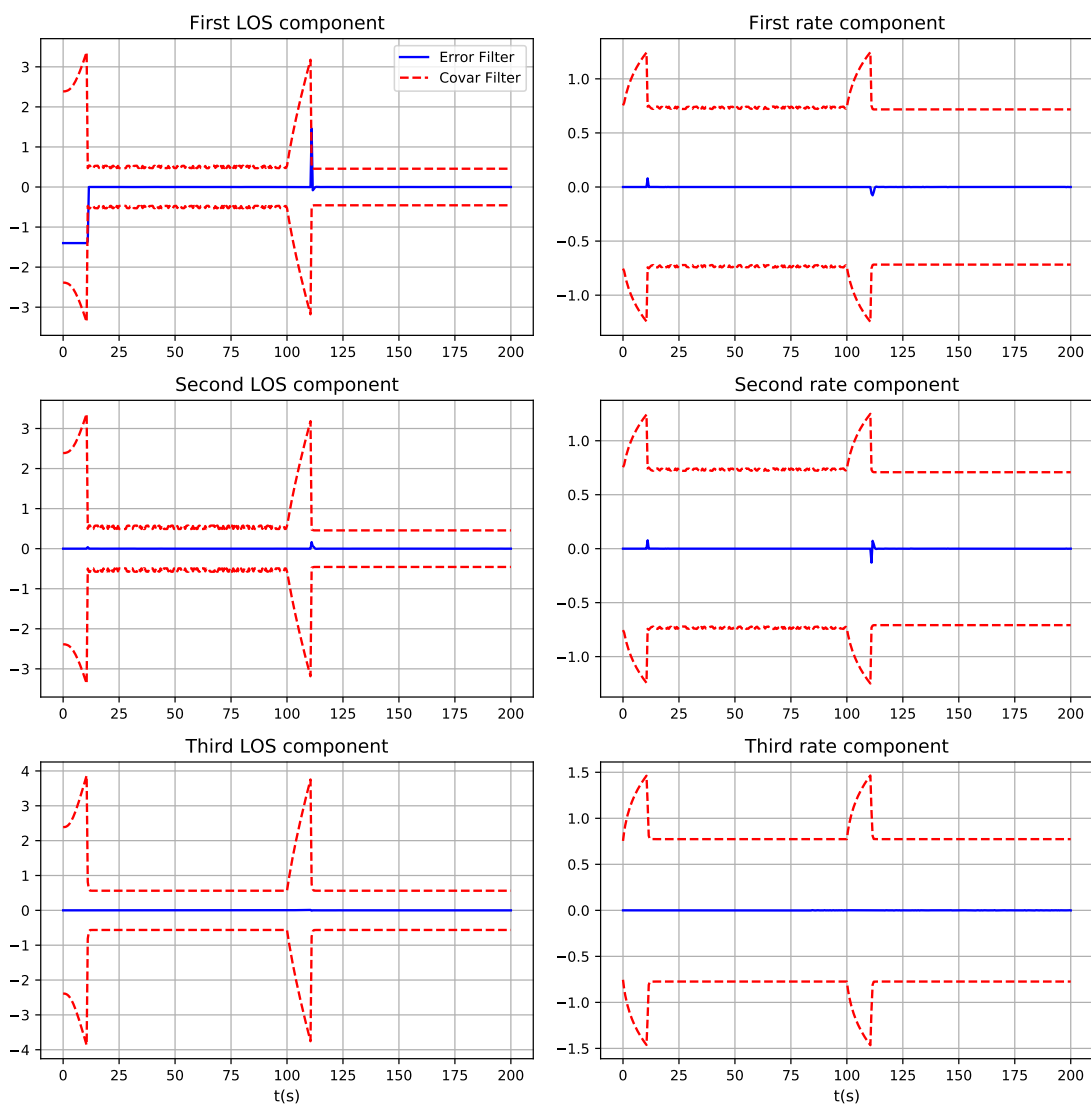 First LOS component
First rate component
3
2
1
0
−1
−2
−3
Error Filter
Covar Filter
0 25 50 75 100 125 150 175 200
1.0
0.5
0.0
−0.5
−1.0
0 25 50 75 100 125 150 175 200
Second LOS component
Second rate component
3
2
1
0
−1
−2
−3
0 25 50 75 100 125 150 175 200
1.0
0.5
0.0
−0.5
−1.0
0 25 50 75 100 125 150 175 200
Third LOS component
Third rate component
4
3
2
1
0
−1
−2
−3
−4
0 25 50 75 100 125 150 175 200
t(s)
1.5
1.0
0.5
0.0
−0.5
−1.0
−1.5
0 25 50 75 100 125 150 175 200
t(s)